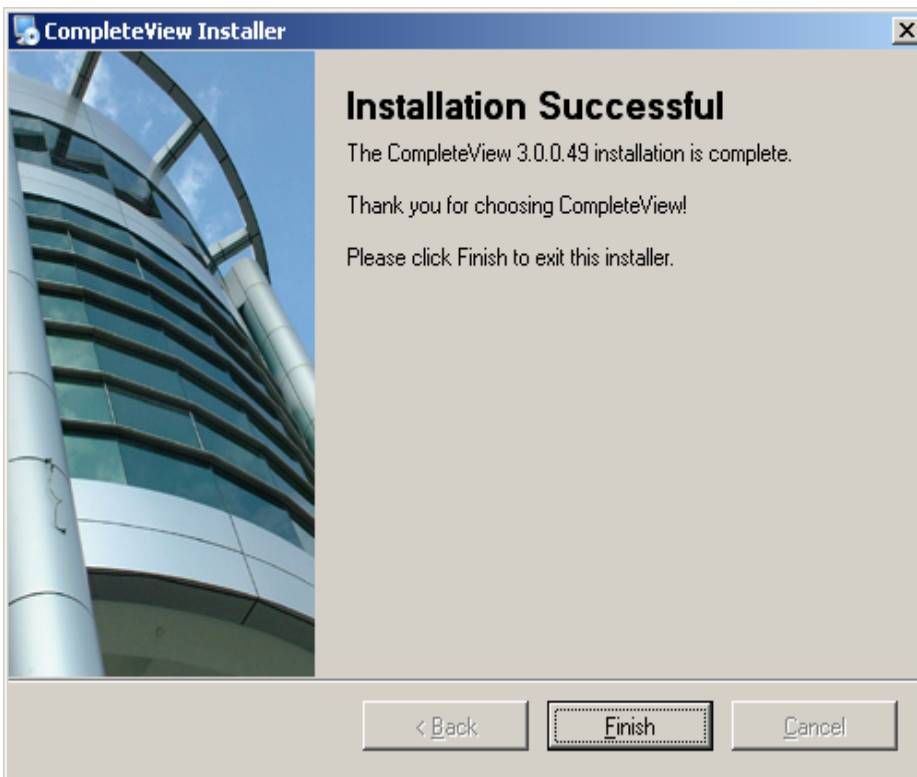 CompleteView Installer
Installation Successful
The CompleteView 3.0.0.49 installation is complete.
Thank you for choosing CompleteView!
Please click Finish to exit this installer.
< Back
Finish
Cancel